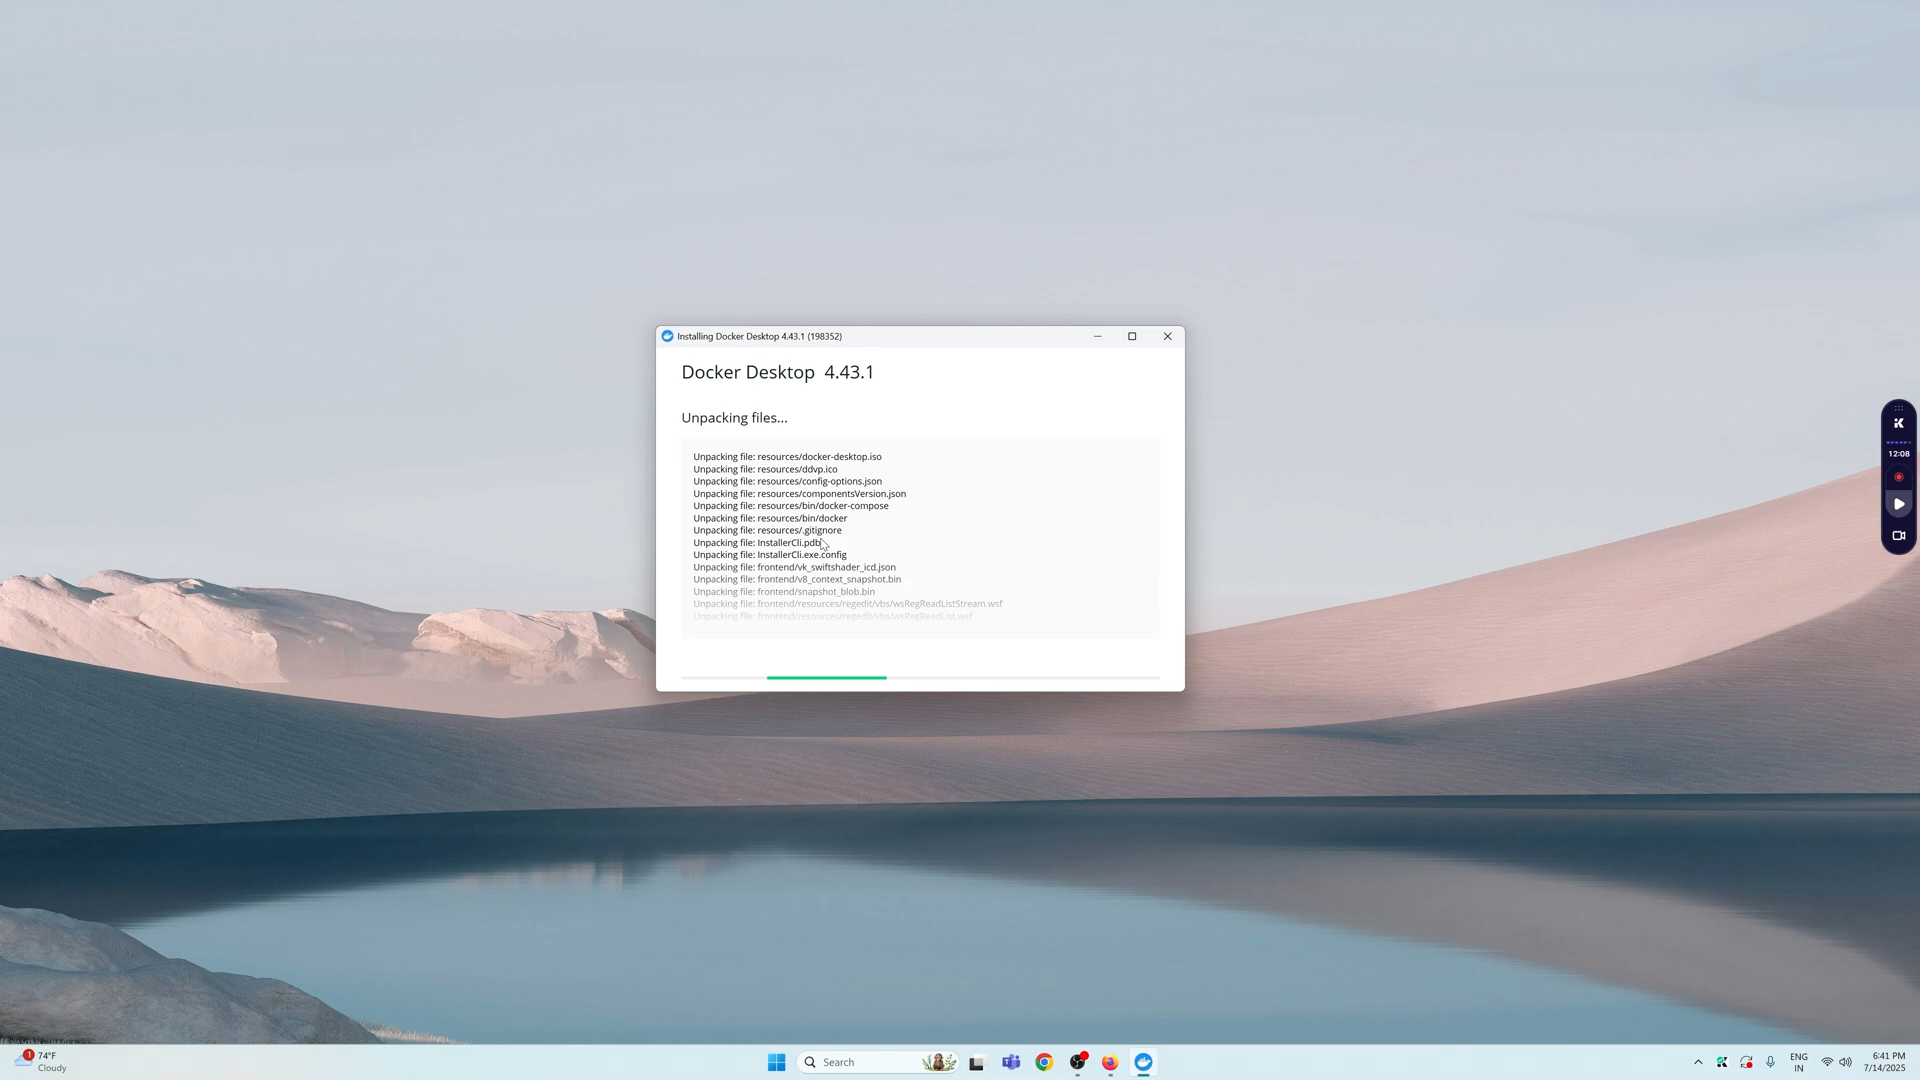 Installing Docker Desktop 4.43.1 (198352)
Docker Desktop 4.43.1
Unpacking files...
Unpacking file: resources/docker-desktop.iso
Unpacking file: resources/ddvp.ico
Unpacking file: resources/config-options.json
Unpacking file: resources/componentsVersion.json
Unpacking file: resources/bin/docker-compose
Unpacking file: resources/bin/docker
Unpacking file: resources/.gitignore
Unpacking file: InstallerCli.pdb
Unpacking file: InstallerCli.exe.config
Unpacking file: frontend/vk_swiftshader_icd.json
Unpacking file: frontend/v8_context_snapshot.bin
Unpacking file: frontend/snapshot_blob.bin
Unpacking file: frontend/resources/regedit/vbs/wsRegReadListStream.wsf
Unpacking file: frontend/resources/regedit/vbs/wsRegReadList.wsf
12:08
1
74°F
Cloudy
Search
ENG
IN
6:41 PM
7/14/2025